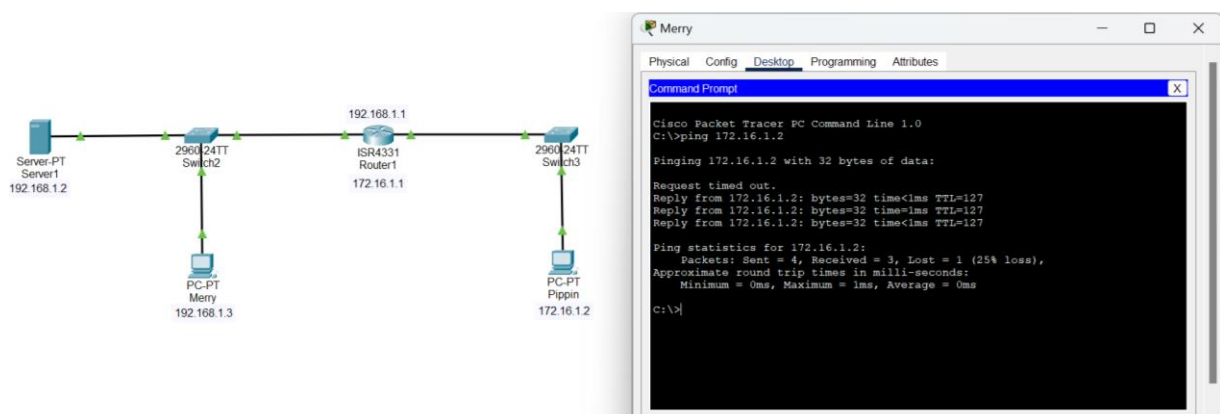 192.168.1.1
Server-PT
Server1
192.168.1.2
2960-24TT
Switch2
ISR4331
Router1
172.16.1.1
2960-24TT
Switch3
PC-PT
Merry
192.168.1.3
PC-PT
Pippin
172.16.1.2
Merry
Physical Config Desktop Programming Attributes
Command Prompt X
Cisco Packet Tracer PC Command Line 1.0
C:\>ping 172.16.1.2
Pinging 172.16.1.2 with 32 bytes of data:
Request timed out.
Reply from 172.16.1.2: bytes=32 time<1ms TTL=127
Reply from 172.16.1.2: bytes=32 time=1ms TTL=127
Reply from 172.16.1.2: bytes=32 time<1ms TTL=127
Ping statistics for 172.16.1.2:
Packets: Sent = 4, Received = 3, Lost = 1 (25% loss),
Approximate round trip times in milli-seconds:
Minimum = 0ms, Maximum = 1ms, Average = 0ms
C:\>